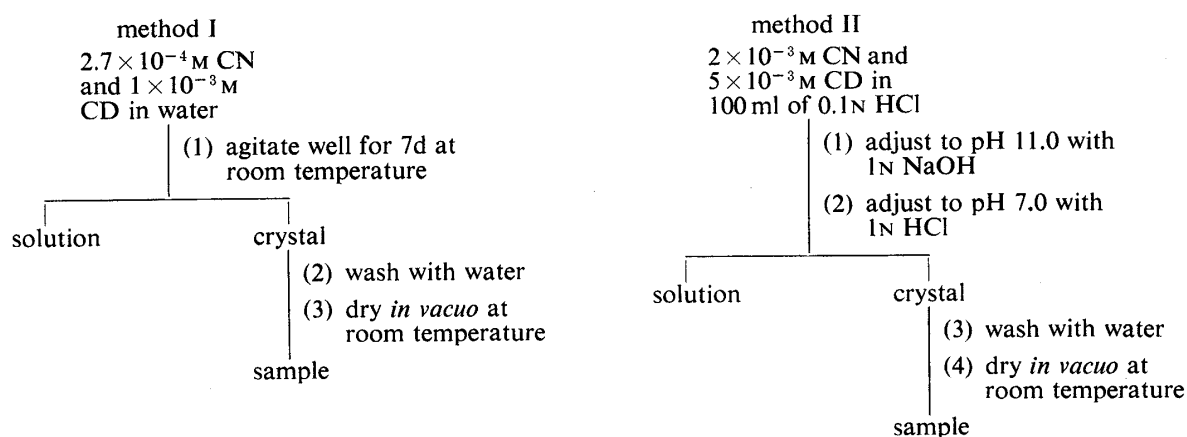 method I
2.7 × 10⁻⁴ M CN
and 1 × 10⁻³ M
CD in water
(1) agitate well for 7d at
room temperature
solution
crystal
(2) wash with water
(3) dry in vacuo at
room temperature
sample
method II
2 × 10⁻³ M CN and
5 × 10⁻³ M CD in
100 ml of 0.1N HCl
(1) adjust to pH 11.0 with
1N NaOH
(2) adjust to pH 7.0 with
1N HCl
solution
crystal
(3) wash with water
(4) dry in vacuo at
room temperature
sample